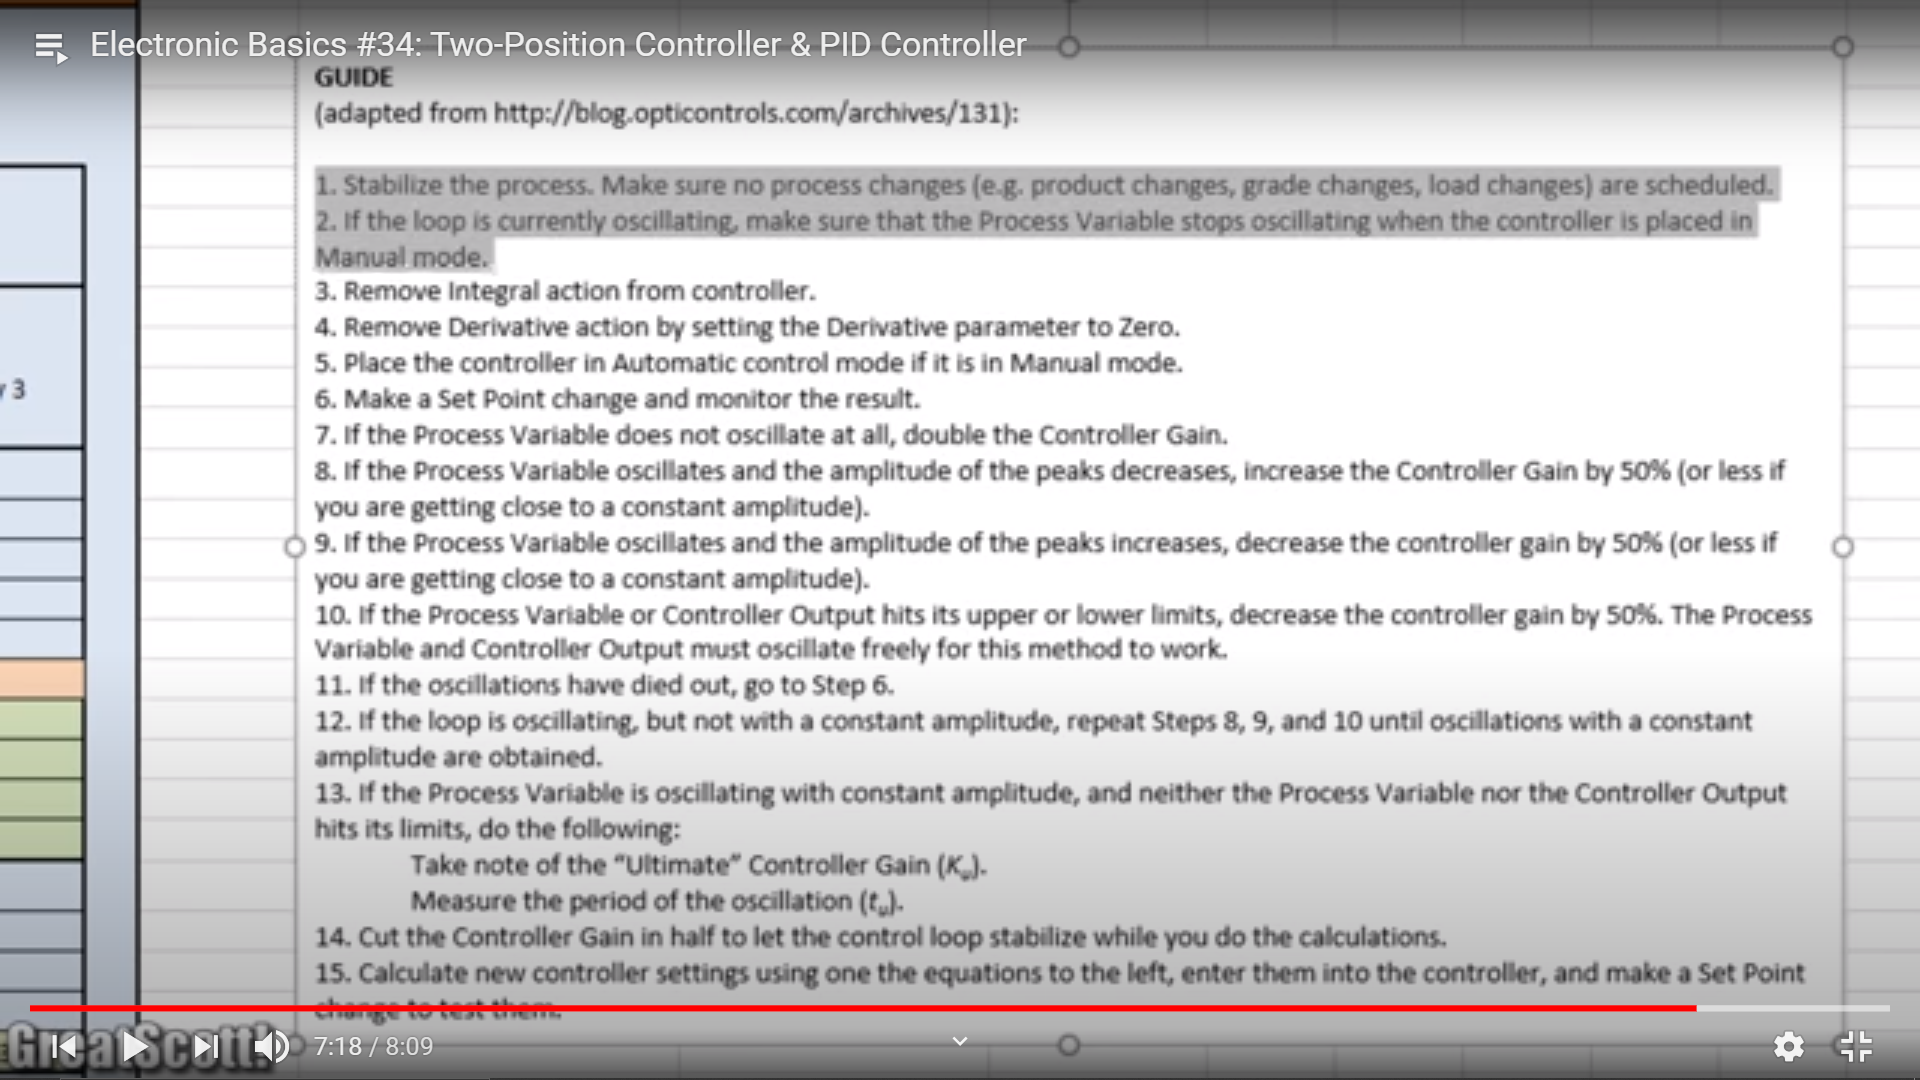 Electronic Basics #34: Two-Position Controller & PID Controller
GUIDE
(adapted from http://blog.opticontrols.com/archives/131):
1. Stabilize the process. Make sure no process changes (e.g. product changes, grade changes, load changes) are scheduled.
2. If the loop is currently oscillating, make sure that the Process Variable stops oscillating when the controller is placed in
Manual mode.
3. Remove Integral action from controller.
4. Remove Derivative action by setting the Derivative parameter to Zero.
5. Place the controller in Automatic control mode if it is in Manual mode.
y 3
6. Make a Set Point change and monitor the result.
7. If the Process Variable does not oscillate at all, double the Controller Gain.
8. If the Process Variable oscillates and the amplitude of the peaks decreases, increase the Controller Gain by 50% (or less if
you are getting close to a constant amplitude).
9. If the Process Variable oscillates and the amplitude of the peaks increases, decrease the controller gain by 50% (or less if
you are getting close to a constant amplitude).
10. If the Process Variable or Controller Output hits its upper or lower limits, decrease the controller gain by 50%. The Process
Variable and Controller Output must oscillate freely for this method to work.
11. If the oscillations have died out, go to Step 6.
12. If the loop is oscillating, but not with a constant amplitude, repeat Steps 8, 9, and 10 until oscillations with a constant
amplitude are obtained.
13. If the Process Variable is oscillating with constant amplitude, and neither the Process Variable nor the Controller Output
hits its limits, do the following:
Take note of the “Ultimate” Controller Gain (Ku).
Measure the period of the oscillation (tu).
14. Cut the Controller Gain in half to let the control loop stabilize while you do the calculations.
15. Calculate new controller settings using one the equations to the left, enter them into the controller, and make a Set Point
change to test them.
GreatScott!
7:18 / 8:09